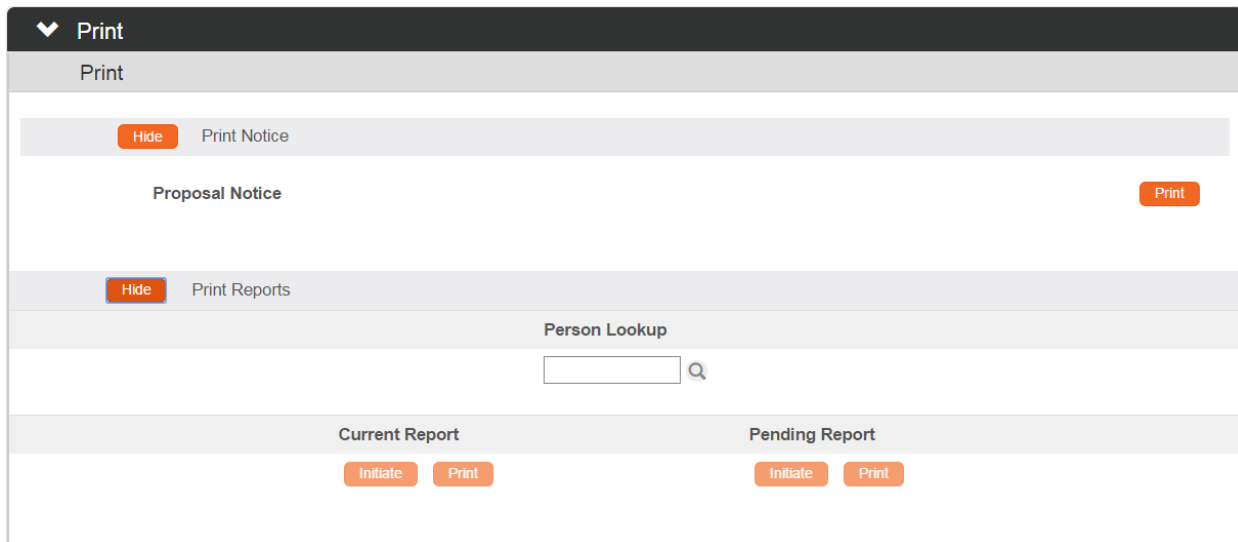 Print
Print
Hide Print Notice
Proposal Notice Print
Hide Print Reports
Person Lookup
Current Report Pending Report
Initiate Print Initiate Print